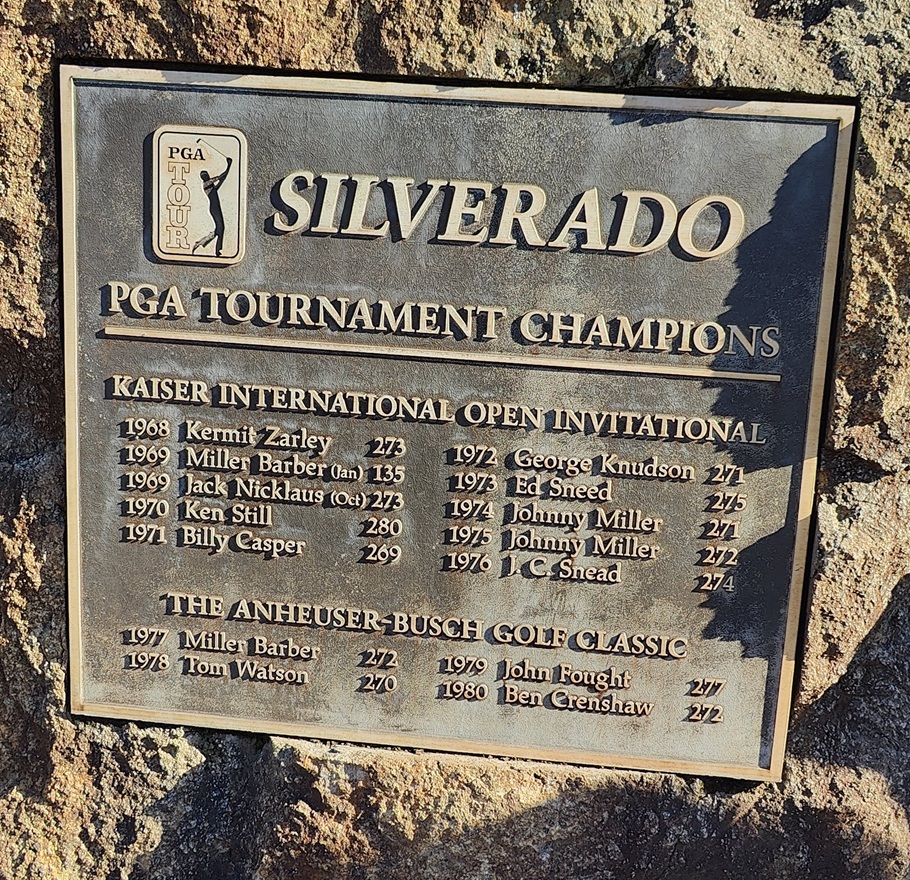 PGA
TOUR
SILVERADO
PGA TOURNAMENT CHAMPIONS
KAISER INTERNATIONAL OPEN INVITATIONAL
1968 Kermit Zarley 273
1969 Miller Barber (Jan) 135
1969 Jack Nicklaus (Oct) 273
1970 Ken Still 280
1971 Billy Casper 269
1972 George Knudson 271
1973 Ed Sneed 275
1974 Johnny Miller 271
1975 Johnny Miller 272
1976 J. C. Snead 274
THE ANHEUSER-BUSCH GOLF CLASSIC
1977 Miller Barber 272
1978 Tom Watson 270
1979 John Fought 277
1980 Ben Crenshaw 272